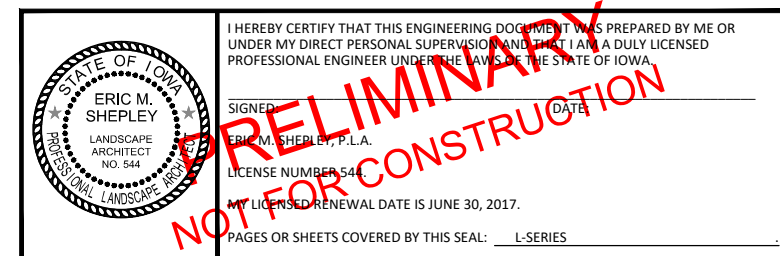 STATE OF IOWA
ERIC M.
SHEPLEY
LANDSCAPE
ARCHITECT
NO. 544
PROFESSIONAL LANDSCAPE ARCHITECT
I HEREBY CERTIFY THAT THIS ENGINEERING DOCUMENT WAS PREPARED BY ME OR
UNDER MY DIRECT PERSONAL SUPERVISION AND THAT I AM A DULY LICENSED
PROFESSIONAL ENGINEER UNDER THE LAWS OF THE STATE OF IOWA.
SIGNED: DATE:
ERIC M. SHEPLEY, P.L.A.
LICENSE NUMBER 544.
MY LICENSED RENEWAL DATE IS JUNE 30, 2017.
PAGES OR SHEETS COVERED BY THIS SEAL: L-SERIES .
PRELIMINARY
NOT FOR CONSTRUCTION